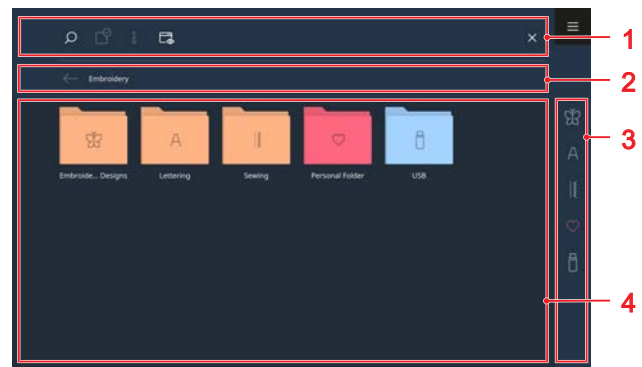 1
Embroidery
2
3
Embroide... Designs
Lettering
Sewing
Personal Folder
USB
4